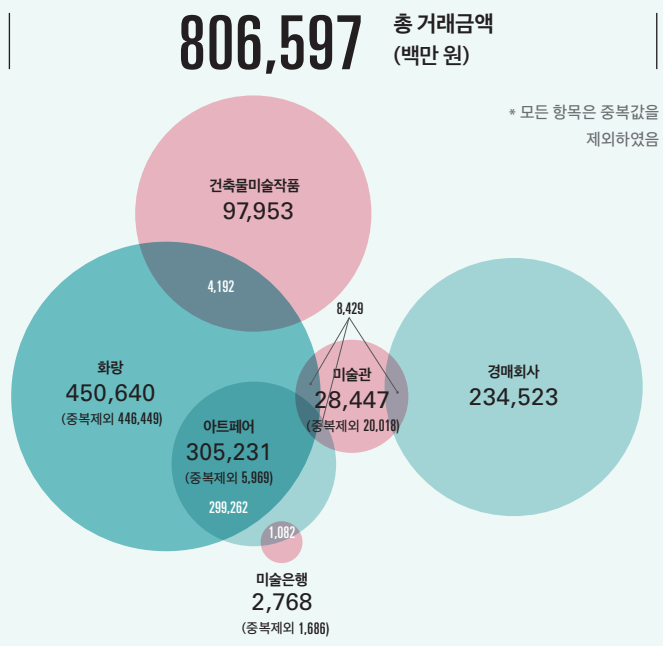 806,597
총 거래금액
(백만 원)
* 모든 항목은 중복값을
제외하였음
건축물미술작품
97,953
4,192
8,429
화랑
450,640
(중복제외 446,449)
미술관
28,447
(중복제외 20,018)
경매회사
234,523
아트페어
305,231
(중복제외 5,969)
299,262
1,082
미술은행
2,768
(중복제외 1,686)